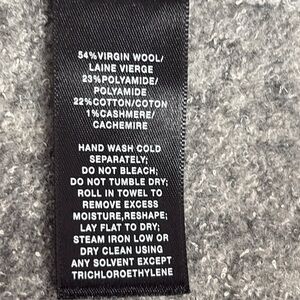 54%VIRGIN WOOL/
LAINE VIERGE
23%POLYAMIDE/
POLYAMIDE
22%COTTON/COTON
1%CASHMERE/
CACHEMIRE
HAND WASH COLD
SEPARATELY;
DO NOT BLEACH;
DO NOT TUMBLE DRY;
ROLL IN TOWEL TO
REMOVE EXCESS
MOISTURE,RESHAPE;
LAY FLAT TO DRY;
STEAM IRON LOW OR
DRY CLEAN USING
ANY SOLVENT EXCEPT
TRICHLOROETHYLENE